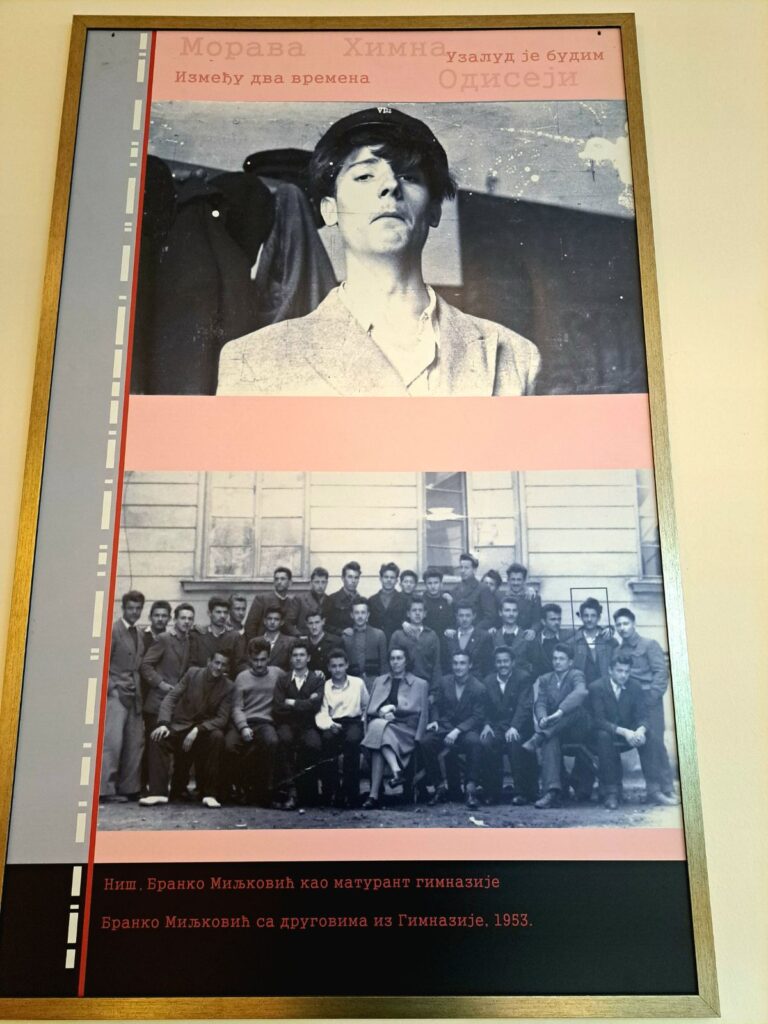 Морава Химна
Узалуд је будим
Између два времена
Одисеји
VIII
Ниш, Бранко Миљковић као матурант гимназије
Бранко Миљковић са друговима из Гимназије, 1953.